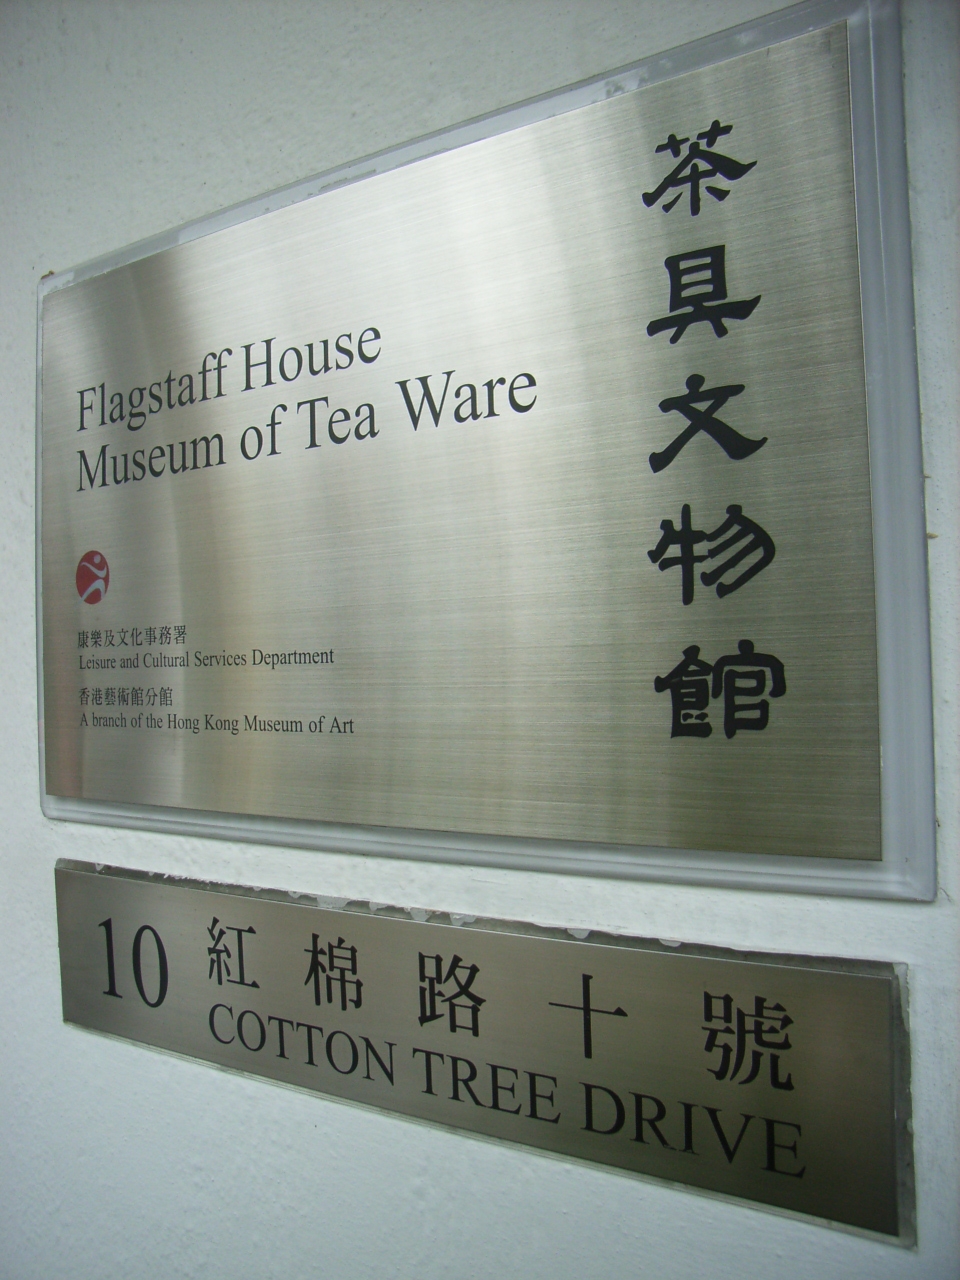 Flagstaff House
Museum of Tea Ware
茶具文物館
康樂及文化事務署
Leisure and Cultural Services Department
香港藝術館分館
A branch of the Hong Kong Museum of Art
10 紅棉路十號
COTTON TREE DRIVE